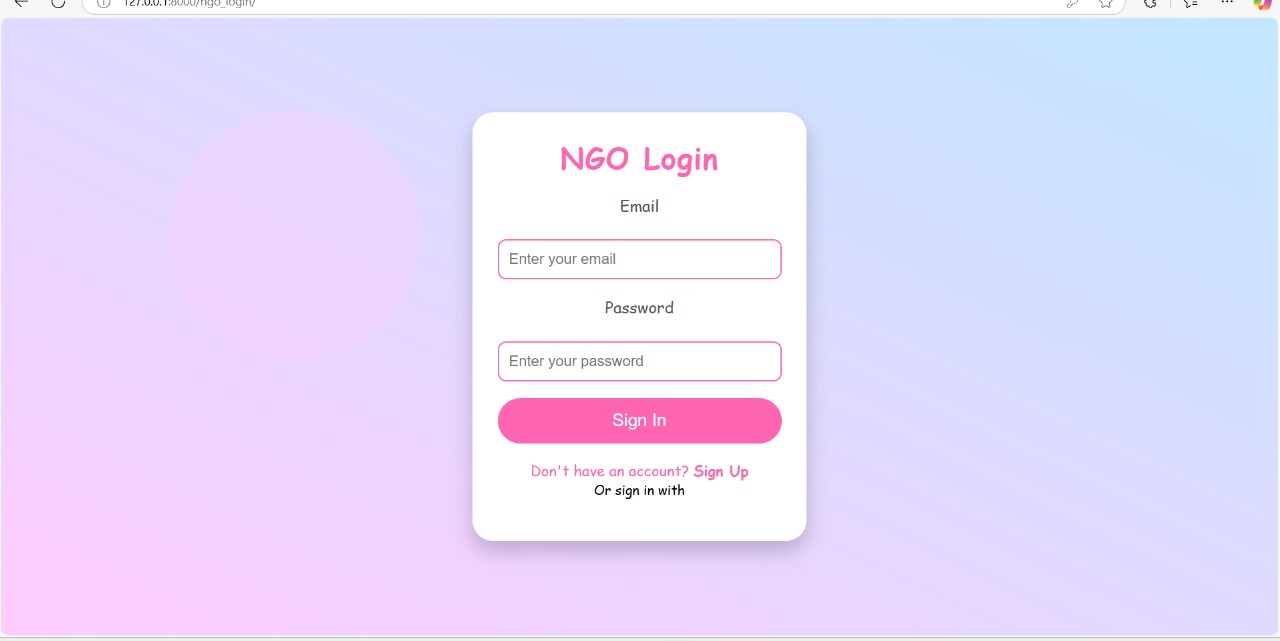 127.0.0.1:8000/ngo_login/
NGO Login
Email
Enter your email
Password
Enter your password
Sign In
Don't have an account? Sign Up
Or sign in with